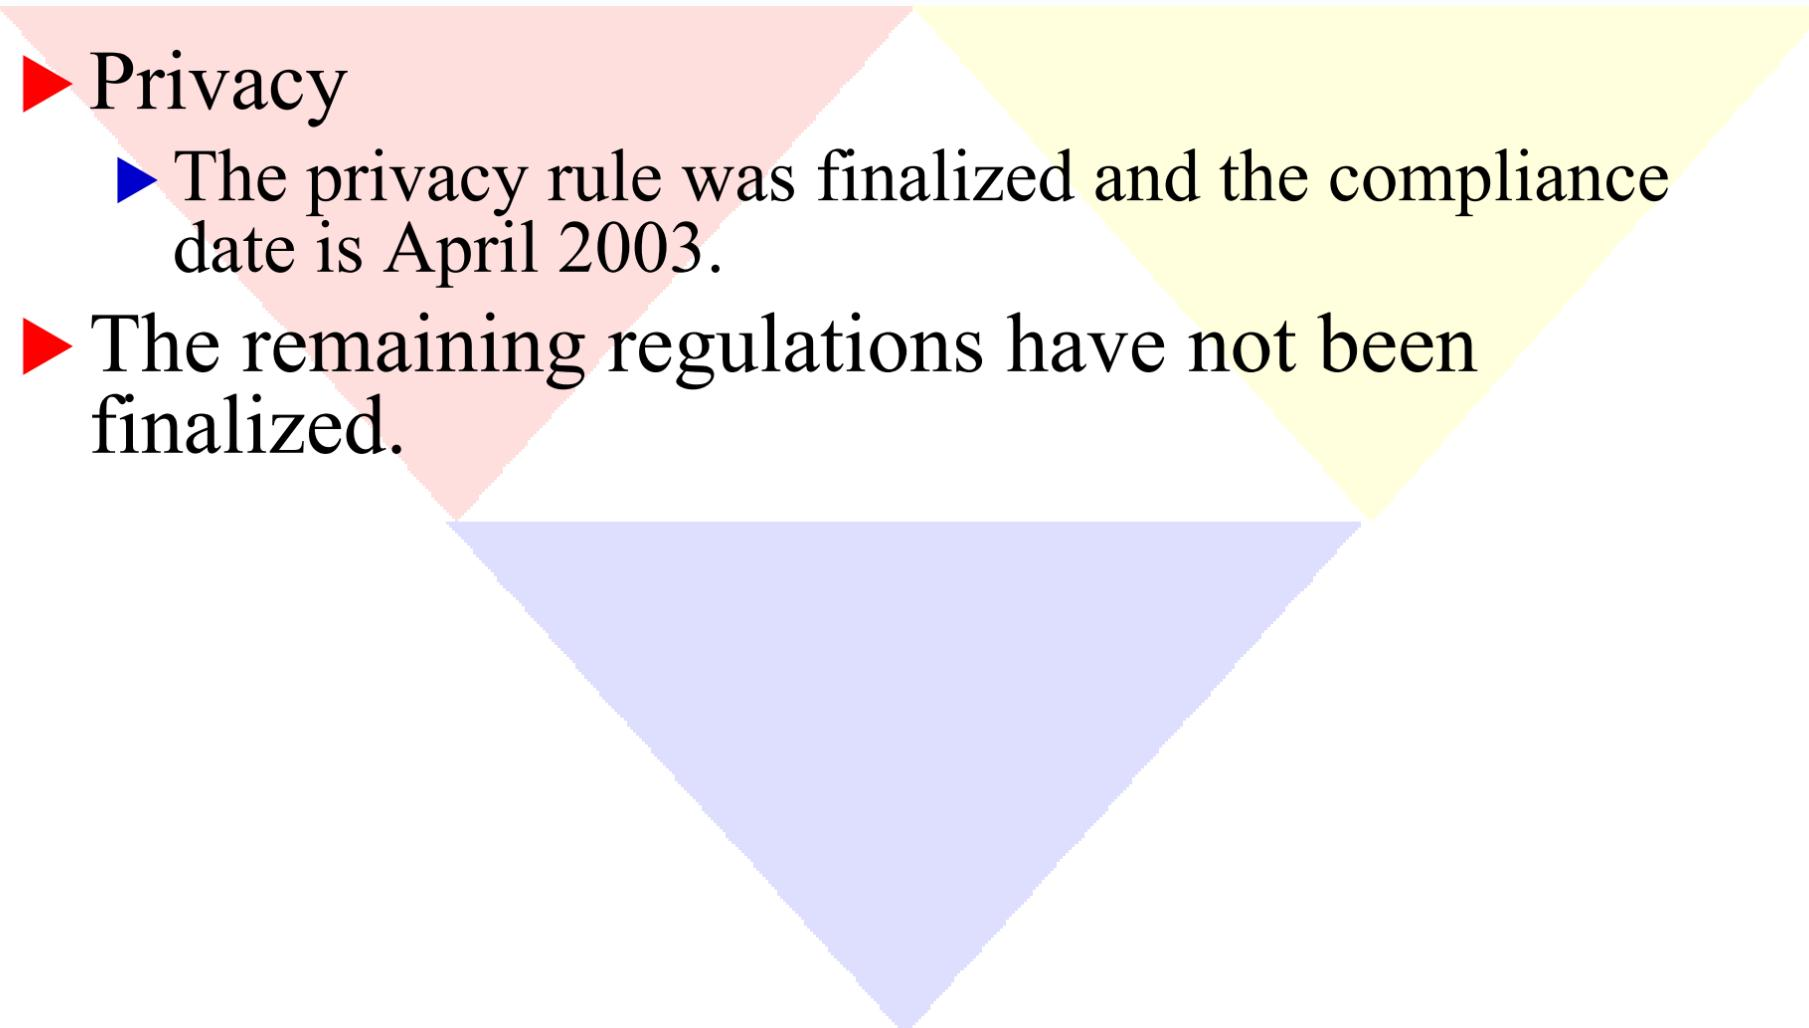 Privacy
The privacy rule was finalized and the compliance
date is April 2003.
The remaining regulations have not been
finalized.